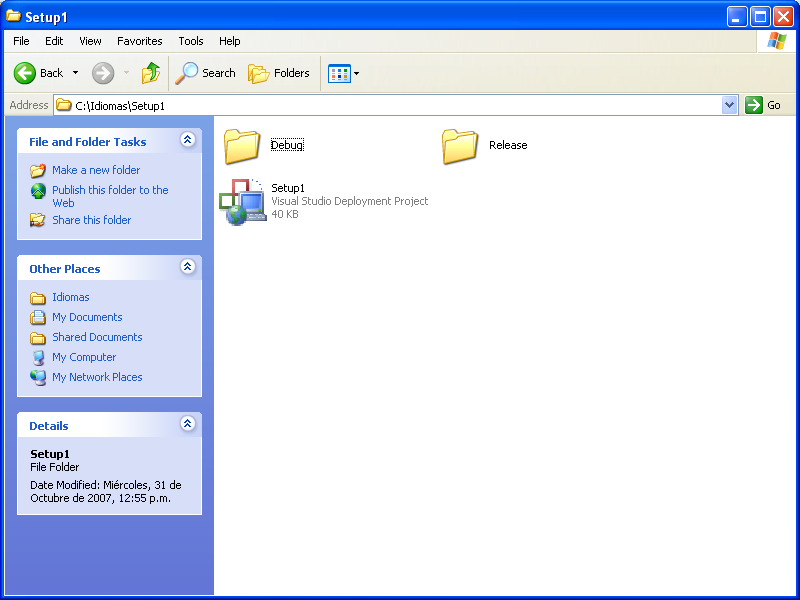 Setup1
File Edit View Favorites Tools Help
Back Search Folders
Address C:\Idiomas\Setup1 Go
File and Folder Tasks
Make a new folder
Publish this folder to the
Web
Share this folder
Other Places
Idiomas
My Documents
Shared Documents
My Computer
My Network Places
Details
Setup1
File Folder
Date Modified: Miércoles, 31 de
Octubre de 2007, 12:55 p.m.
Debug Release
Setup1
Visual Studio Deployment Project
40 KB